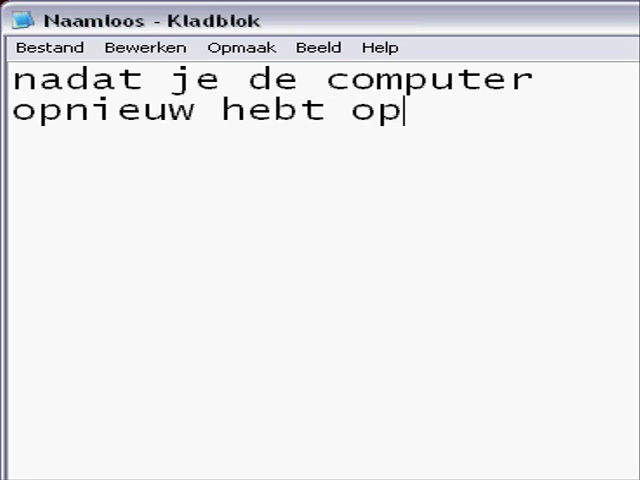 Naamloos - Kladblok
Bestand Bewerken Opmaak Beeld Help
nadat je de computer
opnieuw hebt op